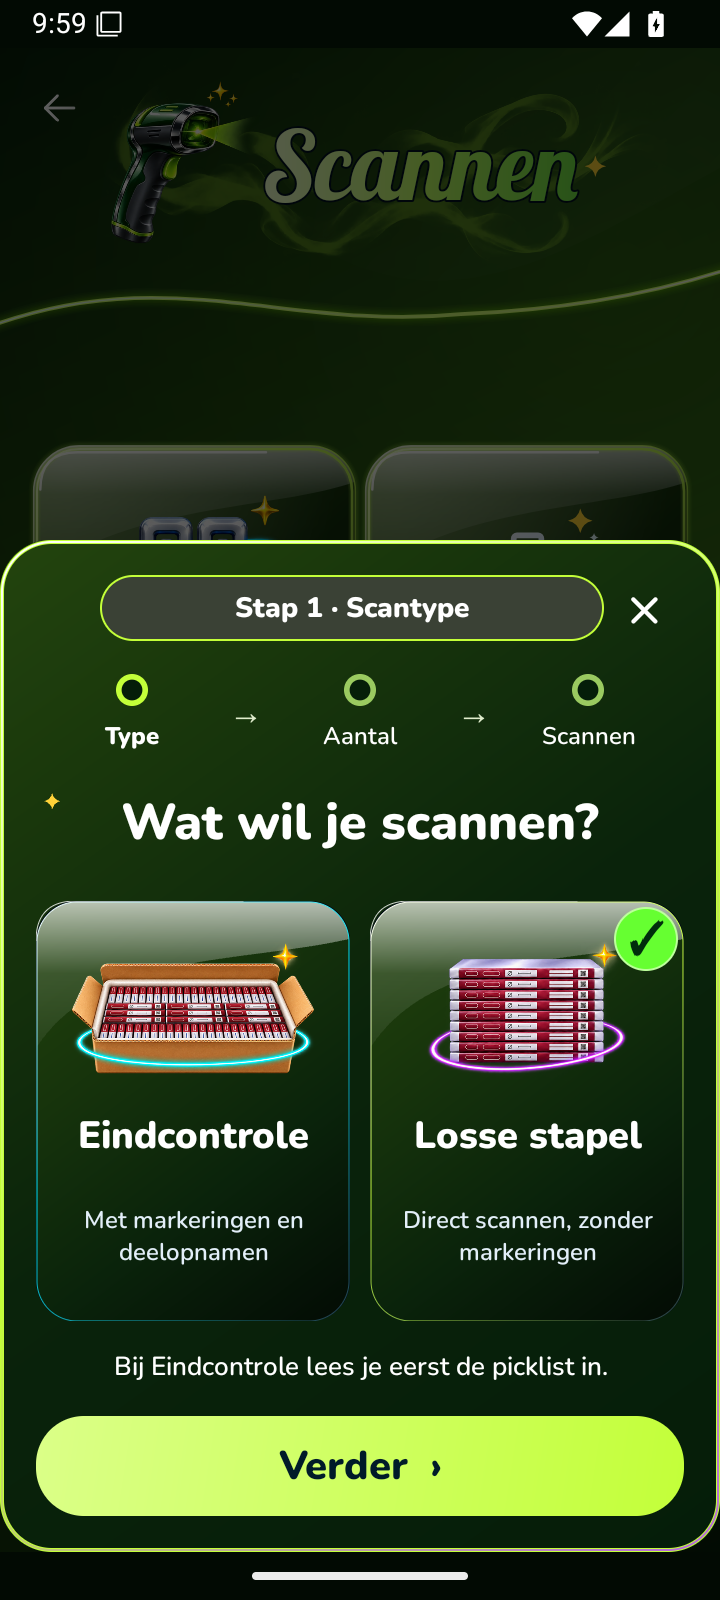 9:59
Scannen
Stap 1 · Scantype
Type → Aantal → Scannen
Wat wil je scannen?
Eindcontrole
Met markeringen en
deelopnamen
Losse stapel
Direct scannen, zonder
markeringen
Bij Eindcontrole lees je eerst de picklist in.
Verder ›